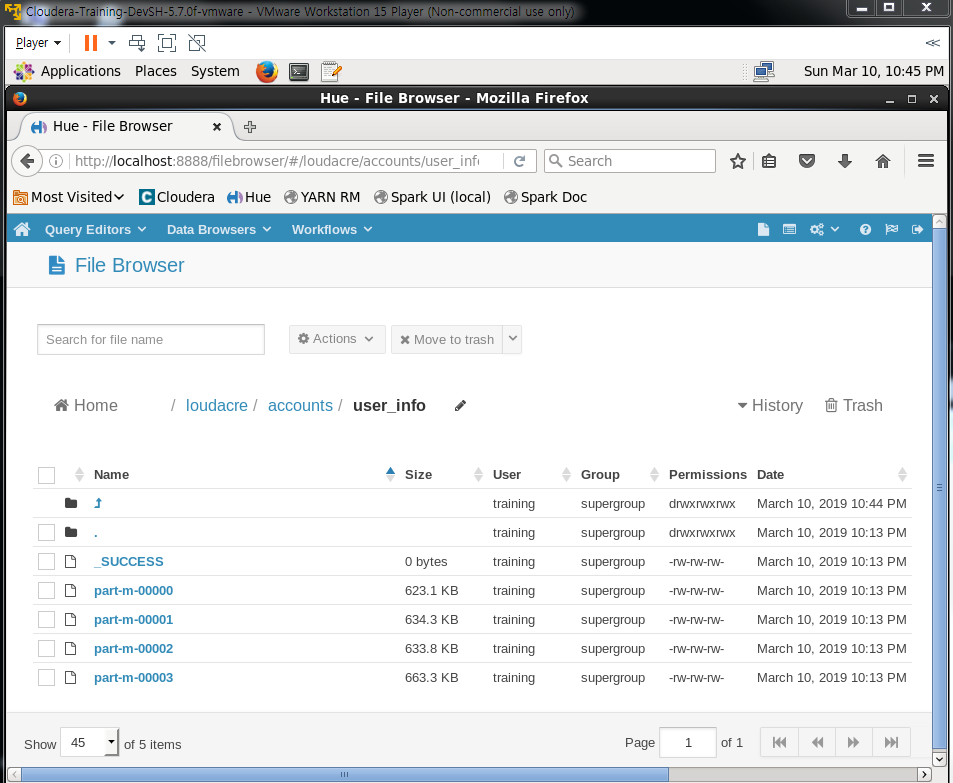 Cloudera-Training-DevSH-5.7.0f-vmware - VMware Workstation 15 Player (Non-commercial use only)
Player
Applications Places System Sun Mar 10, 10:45 PM
Hue - File Browser - Mozilla Firefox
Hue - File Browser
http://localhost:8888/filebrowser/#/loudacre/accounts/user_info Search
Most Visited Cloudera Hue YARN RM Spark UI (local) Spark Doc
Query Editors Data Browsers Workflows
File Browser
Search for file name Actions Move to trash
Home / loudacre / accounts / user_info History Trash
Name Size User Group Permissions Date
training supergroup drwxrwxrwx March 10, 2019 10:44 PM
. training supergroup drwxrwxrwx March 10, 2019 10:13 PM
_SUCCESS 0 bytes training supergroup -rw-rw-rw- March 10, 2019 10:13 PM
part-m-00000 623.1 KB training supergroup -rw-rw-rw- March 10, 2019 10:13 PM
part-m-00001 634.3 KB training supergroup -rw-rw-rw- March 10, 2019 10:13 PM
part-m-00002 633.8 KB training supergroup -rw-rw-rw- March 10, 2019 10:13 PM
part-m-00003 663.3 KB training supergroup -rw-rw-rw- March 10, 2019 10:13 PM
Show 45 of 5 items Page 1 of 1